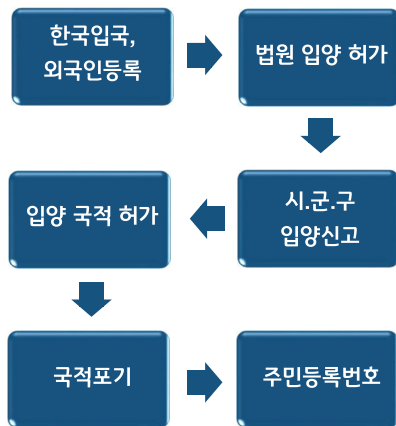 한국입국,
외국인등록
법원 입양 허가
시.군.구
입양신고
입양 국적 허가
국적포기
주민등록번호